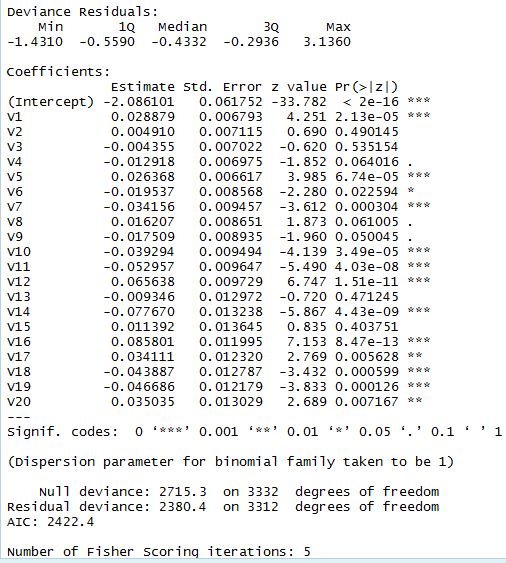 Deviance Residuals:
    Min       1Q   Median       3Q      Max
-1.4310  -0.5590  -0.4332  -0.2936   3.1360

Coefficients:
             Estimate Std. Error z value Pr(>|z|)
(Intercept) -2.086101   0.061752 -33.782  < 2e-16 ***
V1           0.028879   0.006793   4.251 2.13e-05 ***
V2           0.004910   0.007115   0.690 0.490145
V3          -0.004355   0.007022  -0.620 0.535154
V4          -0.012918   0.006975  -1.852 0.064016 .
V5           0.026368   0.006617   3.985 6.74e-05 ***
V6          -0.019537   0.008568  -2.280 0.022594 *
V7          -0.034156   0.009457  -3.612 0.000304 ***
V8           0.016207   0.008651   1.873 0.061005 .
V9          -0.017509   0.008935  -1.960 0.050045 .
V10         -0.039294   0.009494  -4.139 3.49e-05 ***
V11         -0.052957   0.009647  -5.490 4.03e-08 ***
V12          0.065638   0.009729   6.747 1.51e-11 ***
V13         -0.009346   0.012972  -0.720 0.471245
V14         -0.077670   0.013238  -5.867 4.43e-09 ***
V15          0.011392   0.013645   0.835 0.403751
V16          0.085801   0.011995   7.153 8.47e-13 ***
V17          0.034111   0.012320   2.769 0.005628 **
V18         -0.043887   0.012787  -3.432 0.000599 ***
V19         -0.046686   0.012179  -3.833 0.000126 ***
V20          0.035035   0.013029   2.689 0.007167 **
---
Signif. codes:  0 ‘***’ 0.001 ‘**’ 0.01 ‘*’ 0.05 ‘.’ 0.1 ‘ ’ 1

(Dispersion parameter for binomial family taken to be 1)

    Null deviance: 2715.3  on 3332  degrees of freedom
Residual deviance: 2380.4  on 3312  degrees of freedom
AIC: 2422.4

Number of Fisher Scoring iterations: 5